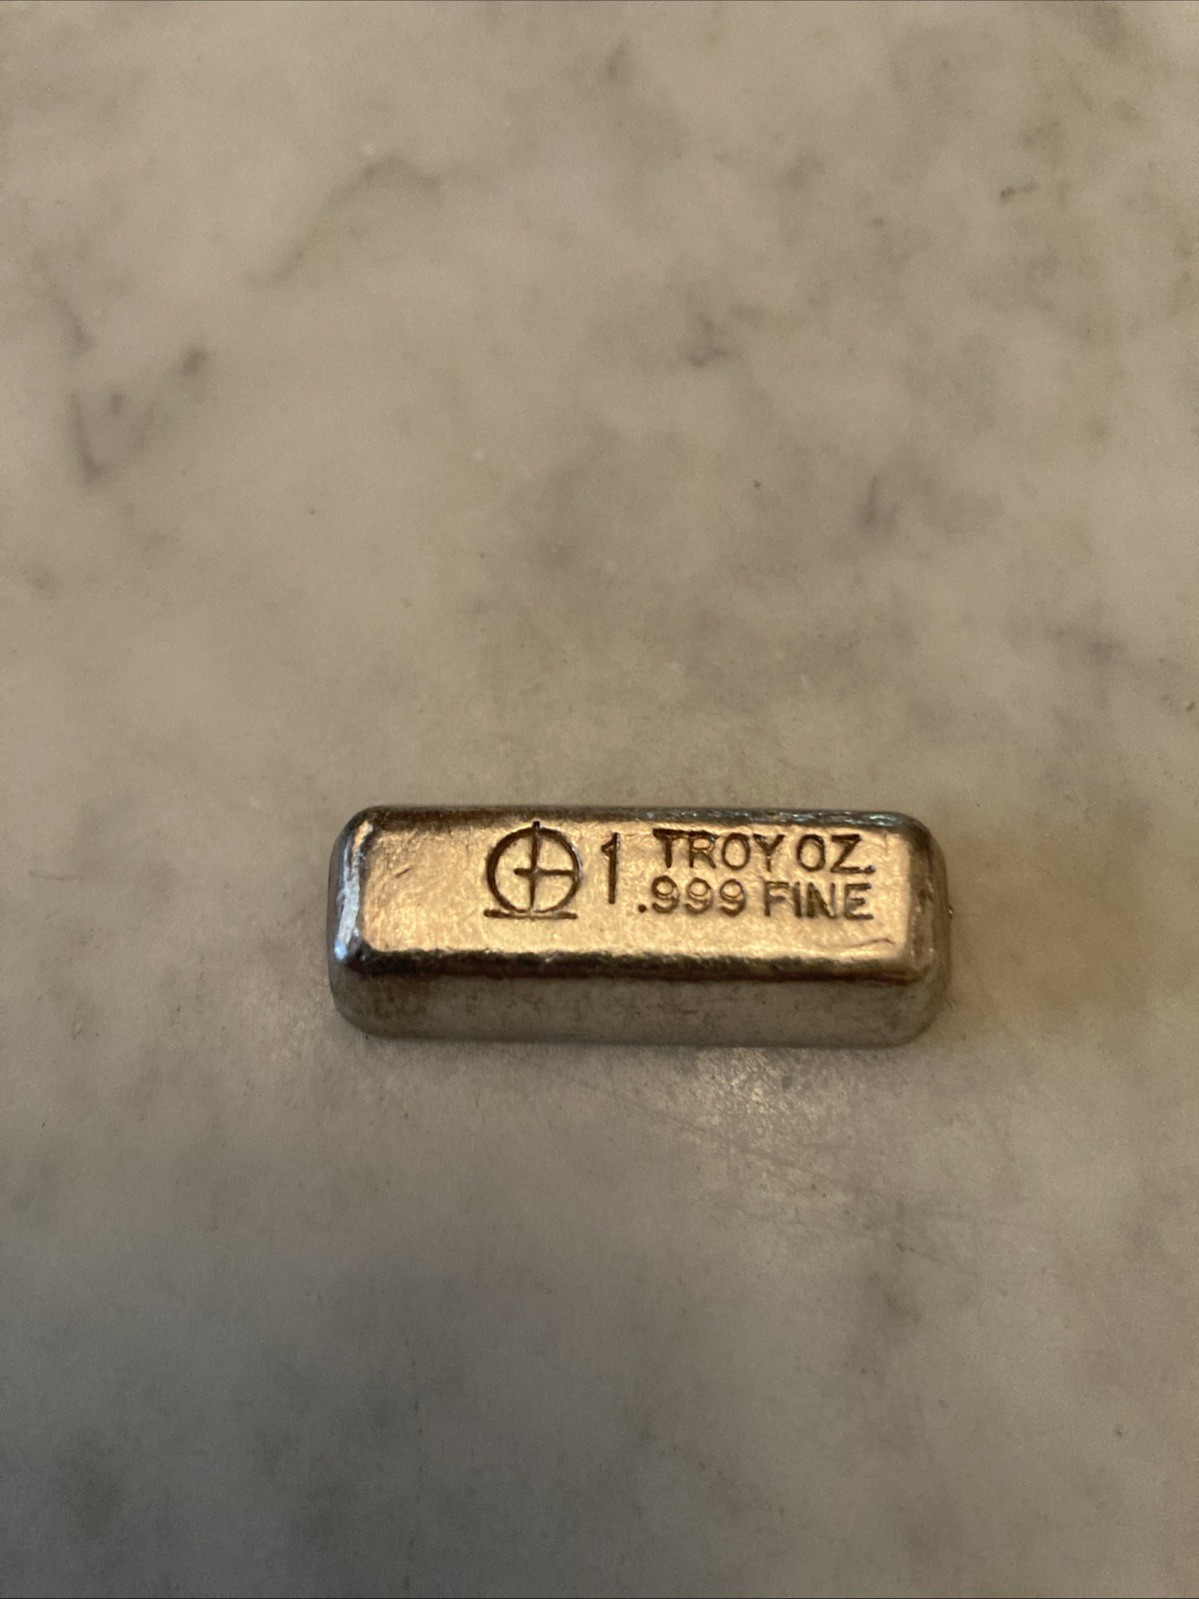 1 TROY OZ.
.999 FINE